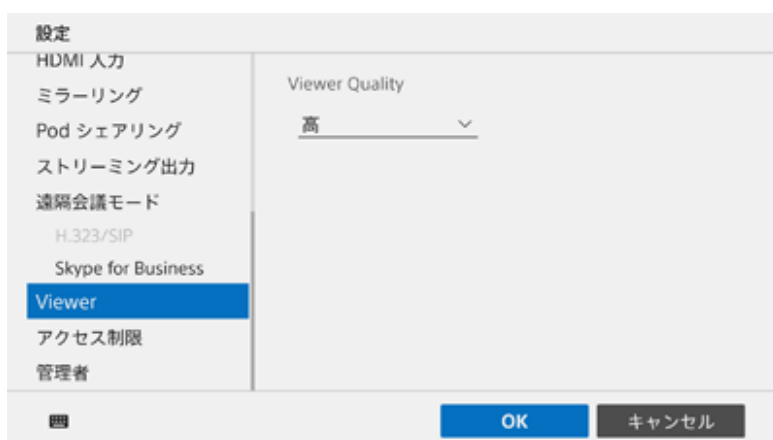 設定
HDMI 入力
ミラーリング
Pod シェアリング
ストリーミング出力
遠隔会議モード
H.323/SIP
Skype for Business
Viewer
アクセス制限
管理者
Viewer Quality
高
OK
キャンセル